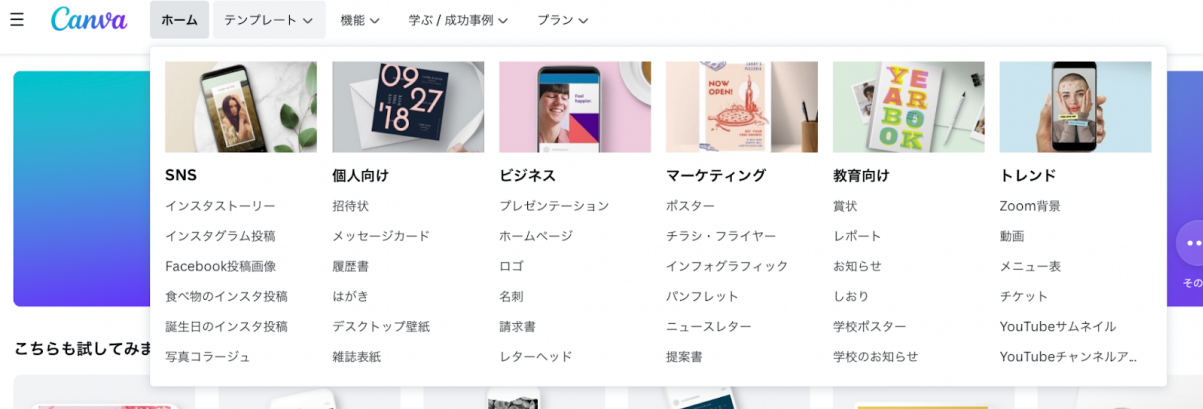 Canva
ホーム
テンプレート
機能
学ぶ / 成功事例
プラン
09
27
'18
Feel happier.
NOW OPEN!
YEARBOOK
SNS
インスタストーリー
インスタグラム投稿
Facebook投稿画像
食べ物のインスタ投稿
誕生日のインスタ投稿
写真コラージュ
個人向け
招待状
メッセージカード
履歴書
はがき
デスクトップ壁紙
雑誌表紙
ビジネス
プレゼンテーション
ホームページ
ロゴ
名刺
請求書
レターヘッド
マーケティング
ポスター
チラシ・フライヤー
インフォグラフィック
パンフレット
ニュースレター
提案書
教育向け
賞状
レポート
お知らせ
しおり
学校ポスター
学校のお知らせ
トレンド
Zoom背景
動画
メニュー表
チケット
YouTubeサムネイル
YouTubeチャンネルア...
その
こちらも試してみま